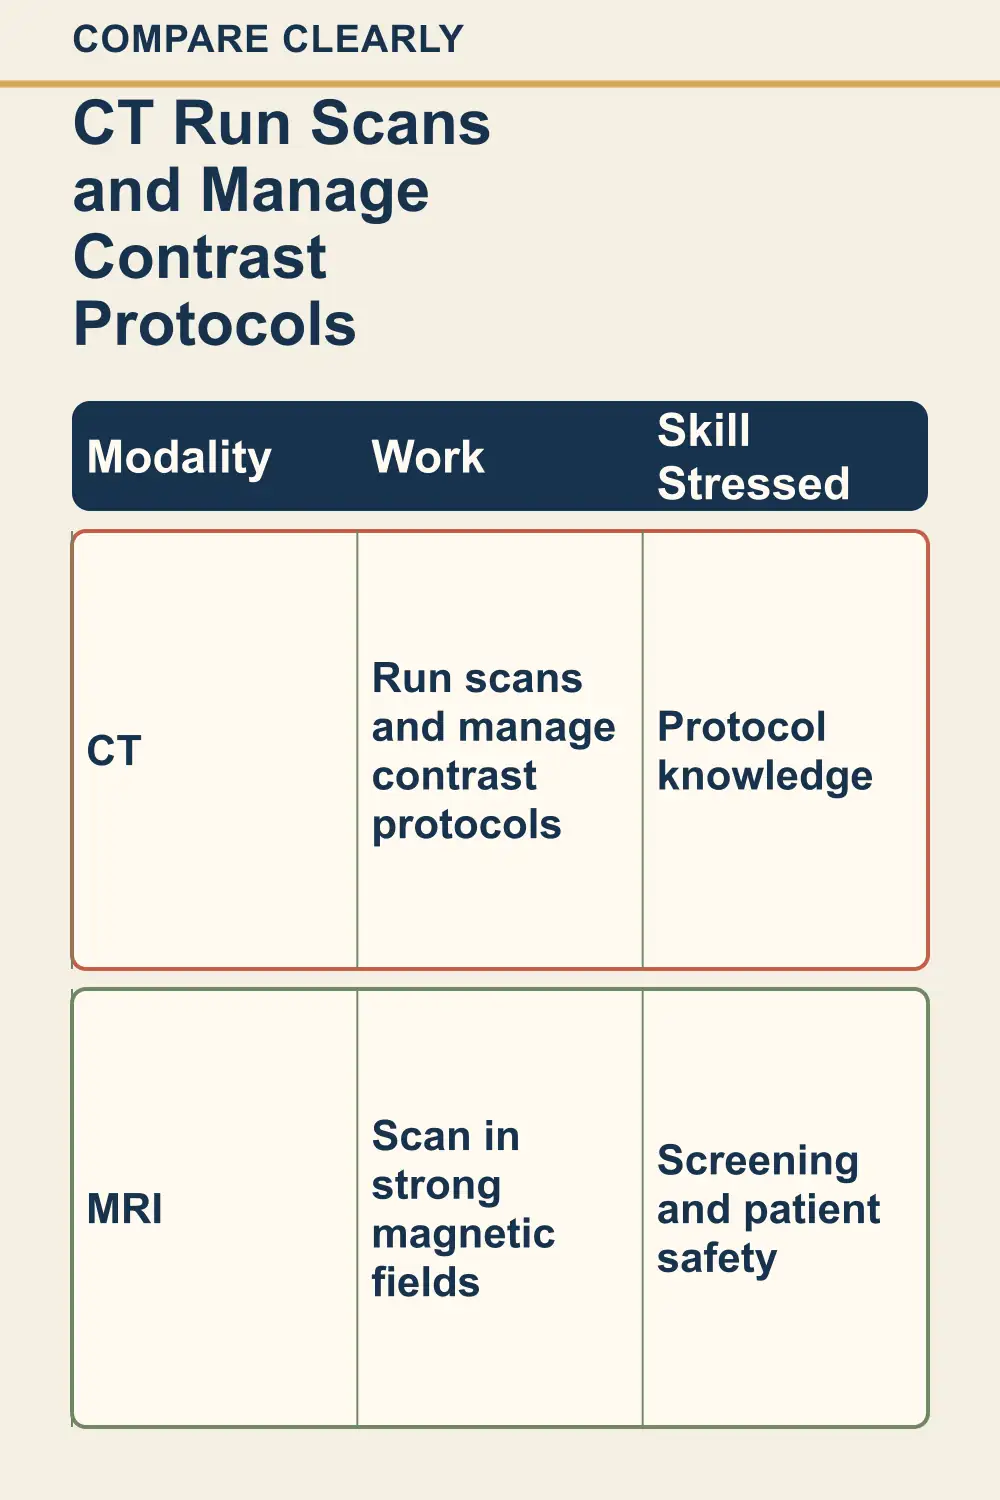 COMPARE CLEARLY
CT Run Scans
and Manage
Contrast
Protocols
Modality
Work
Skill
Stressed
CT
Run scans
and manage
contrast
protocols
Protocol
knowledge
MRI
Scan in
strong
magnetic
fields
Screening
and patient
safety